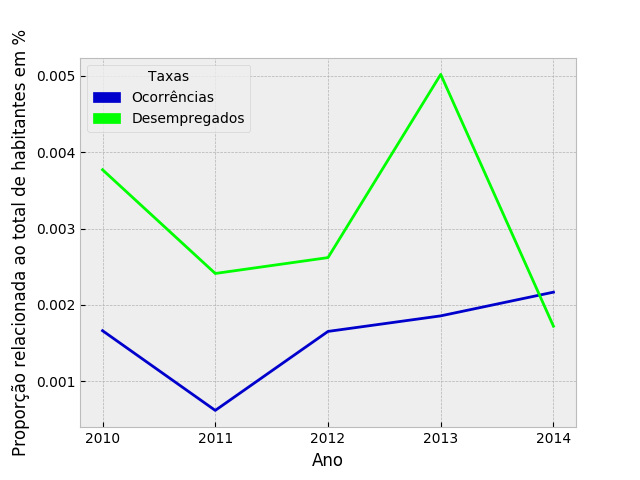 Proporção relacionada ao total de habitantes em %
0.005
0.004
0.003
0.002
0.001
Taxas
Ocorrências
Desempregados
2010 2011 2012 2013 2014
Ano